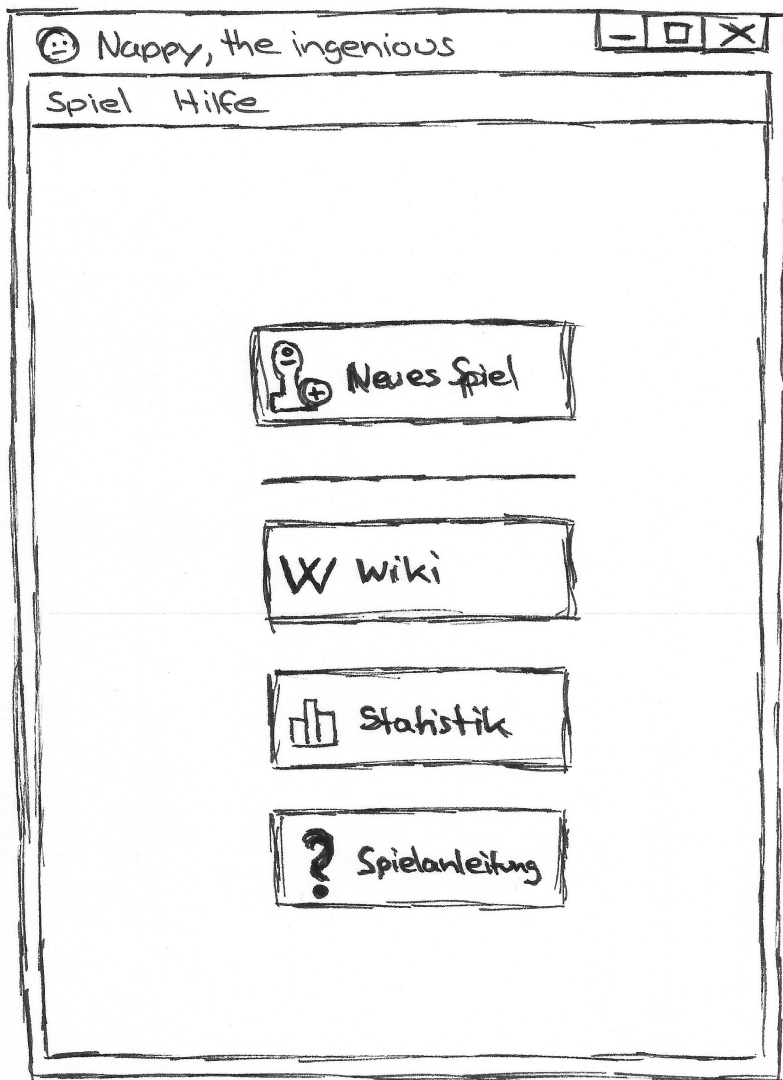 Nappy, the ingenious
Spiel Hilfe
Neues Spiel
W Wiki
Statistik
? Spielanleitung